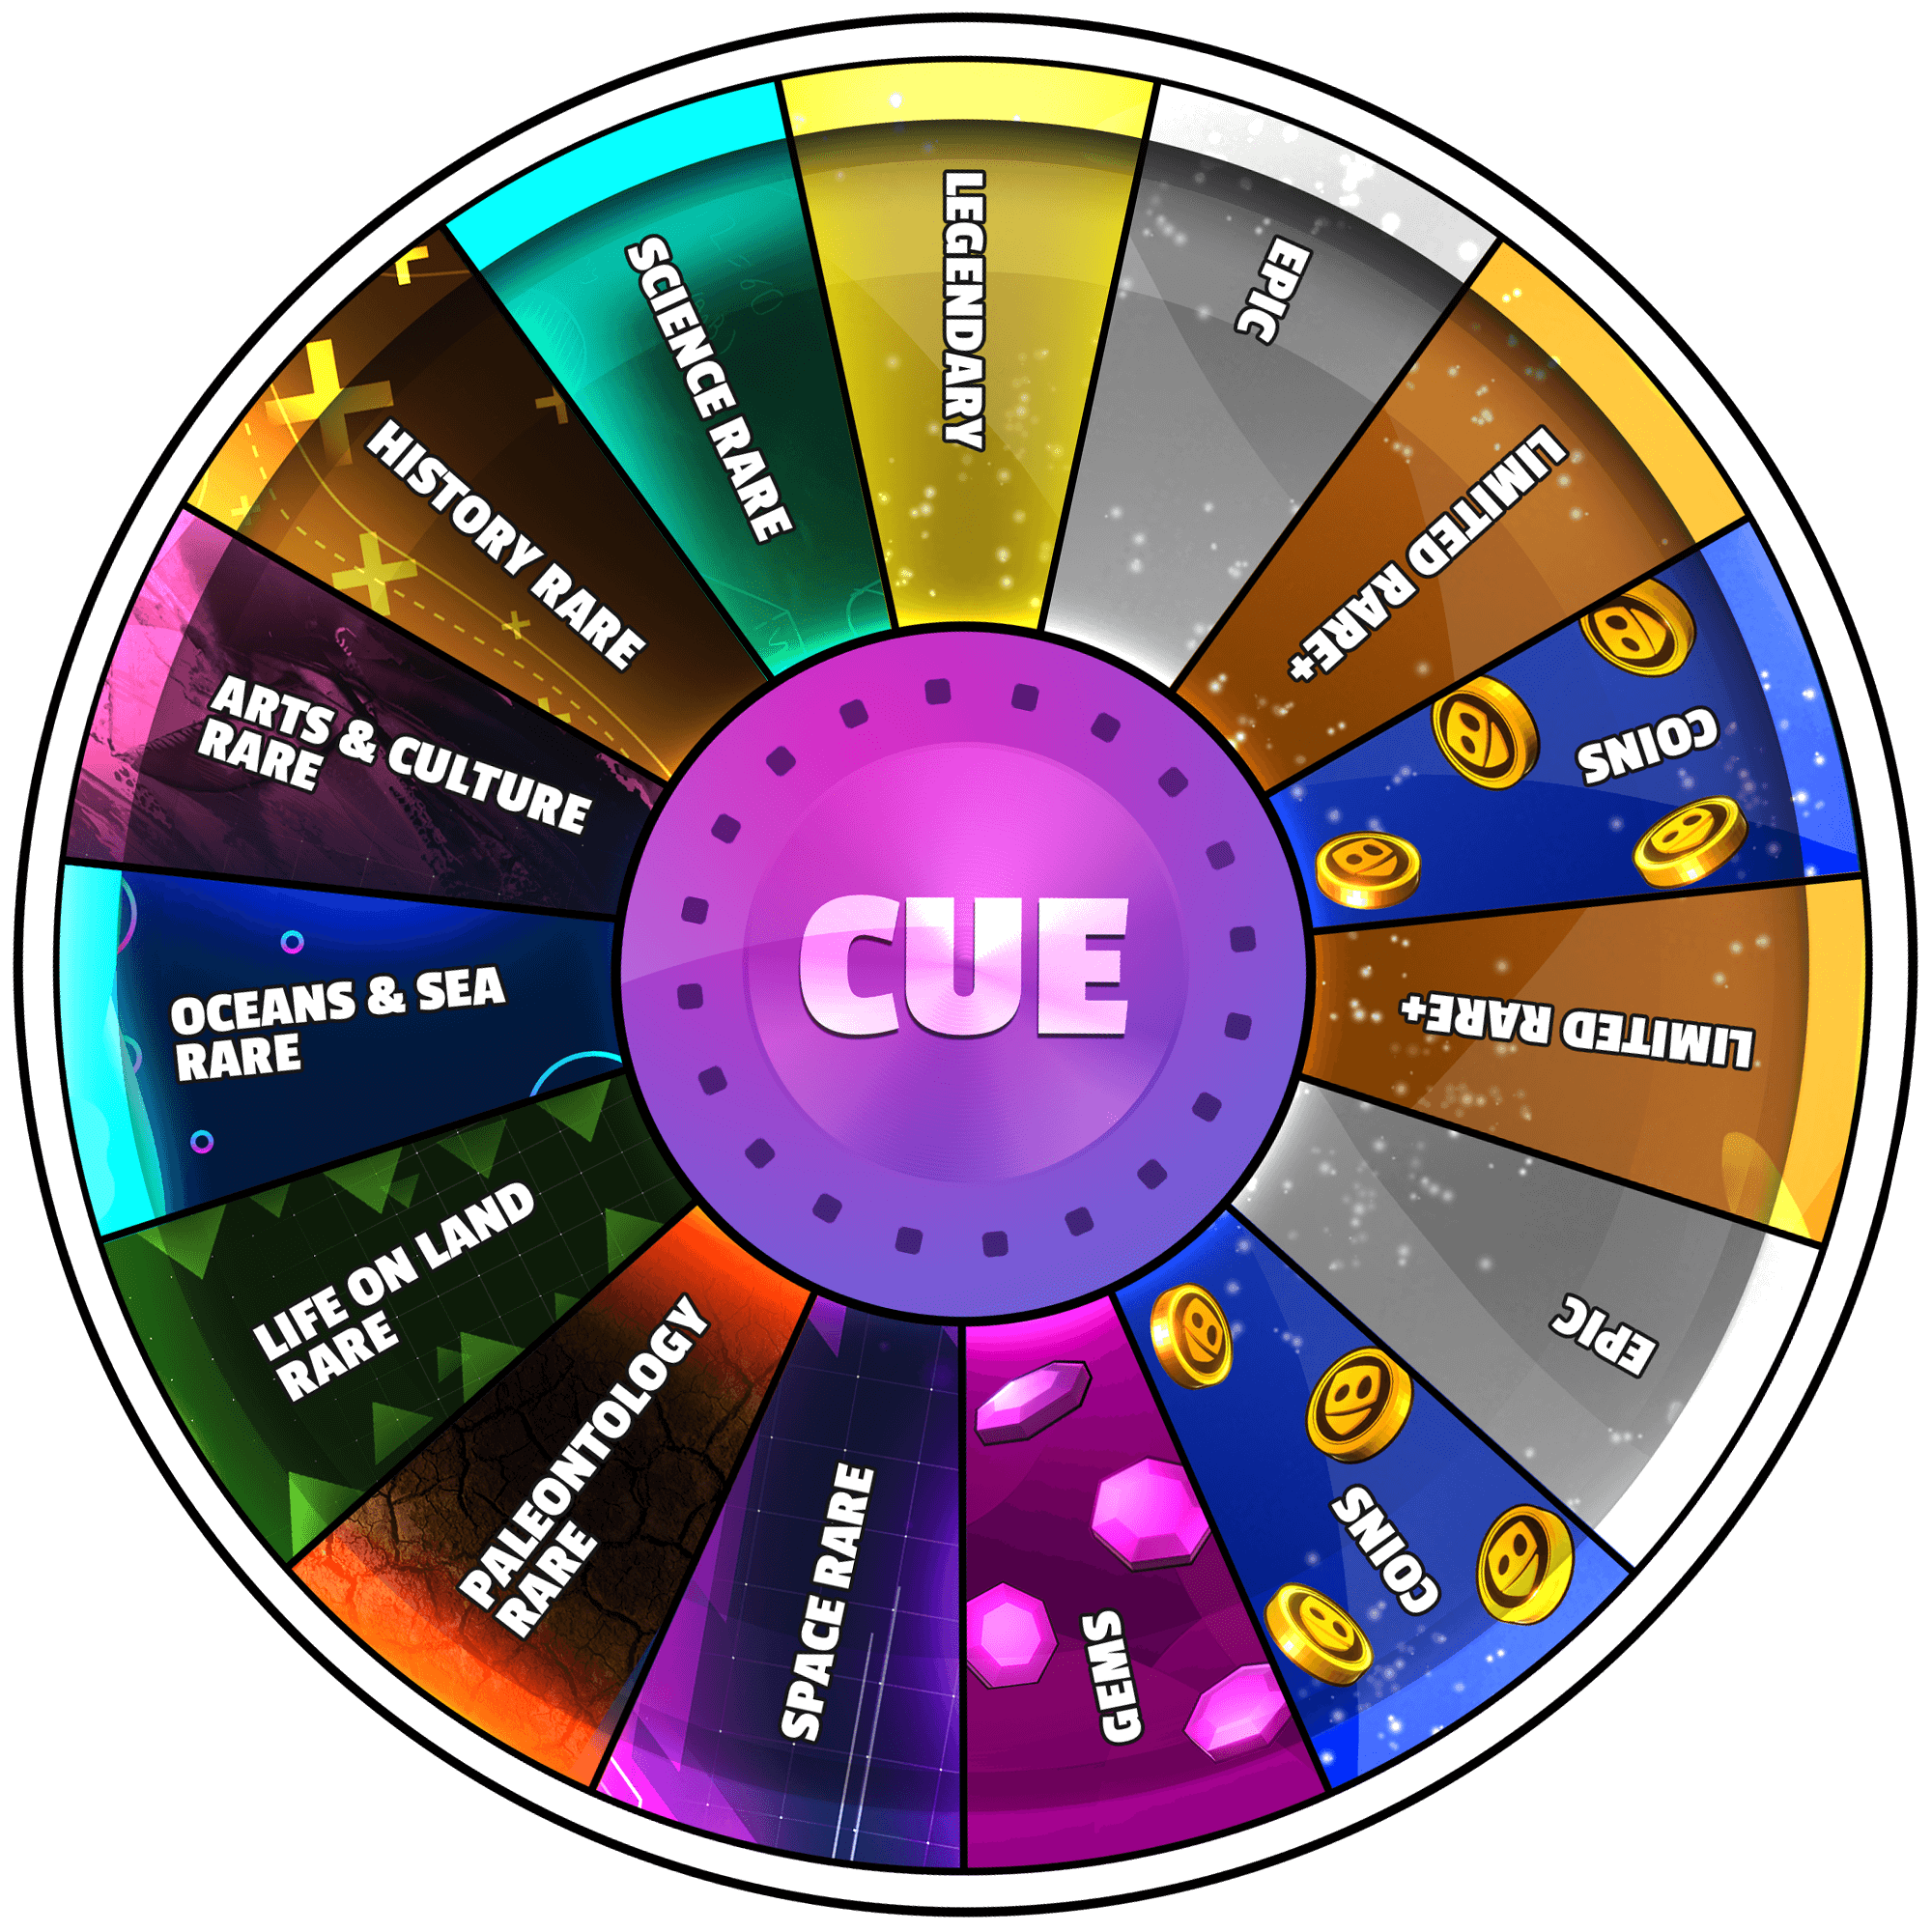 LEGENDARY
EPIC
LIMITED RARE+
COINS
LIMITED RARE+
EPIC
COINS
GEMS
SPACE RARE
PALEONTOLOGY
RARE
LIFE ON LAND
RARE
OCEANS & SEA
RARE
ARTS & CULTURE
RARE
HISTORY RARE
SCIENCE RARE
CUE